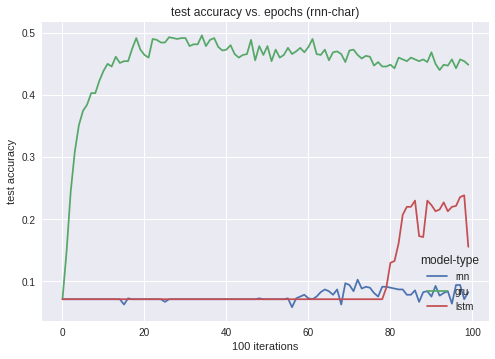 test accuracy vs. epochs (rnn-char)
test accuracy
0.5
0.4
0.3
0.2
0.1
model-type
rnn
gru
lstm
0 20 40 60 80 100
100 iterations